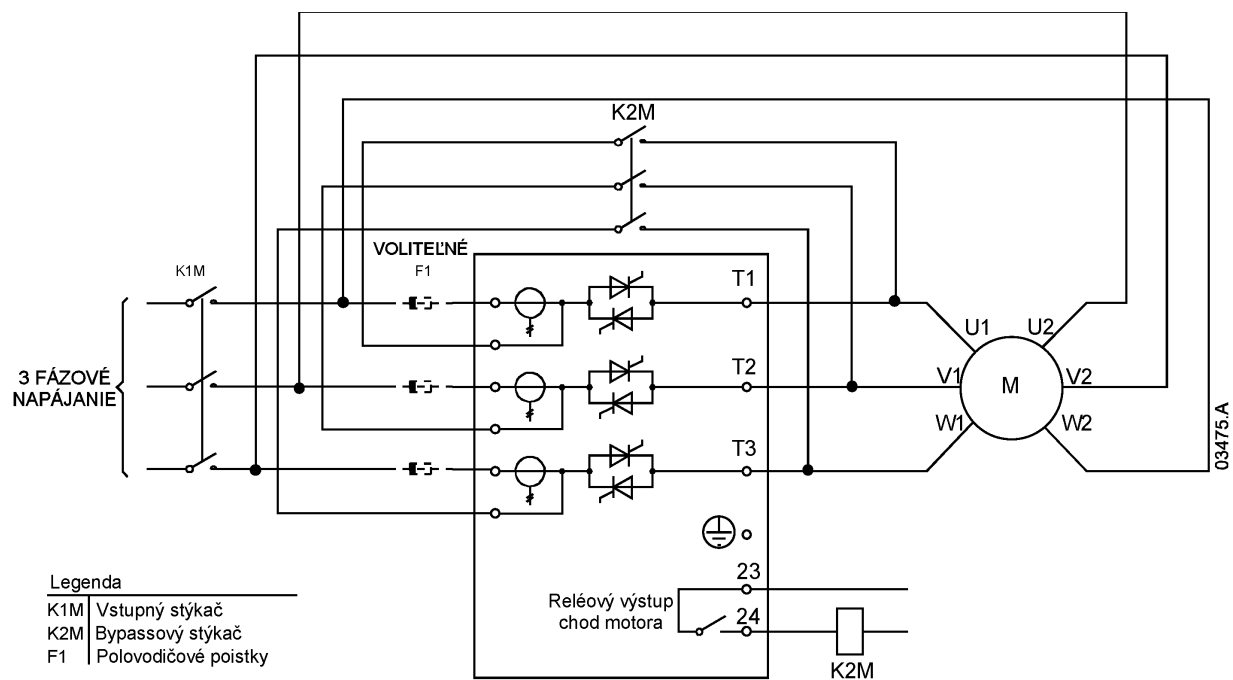 K2M
VOLITEĽNÉ
K1M
F1
T1
U1
U2
3 FÁZOVÉ
NAPÁJANIE
T2
V1
M
V2
W1
W2
T3
03475.A
23
Reléový výstup
chod motora
24
K2M
Legenda
K1M Vstupný stýkač
K2M Bypassový stýkač
F1 Polovodičové poistky